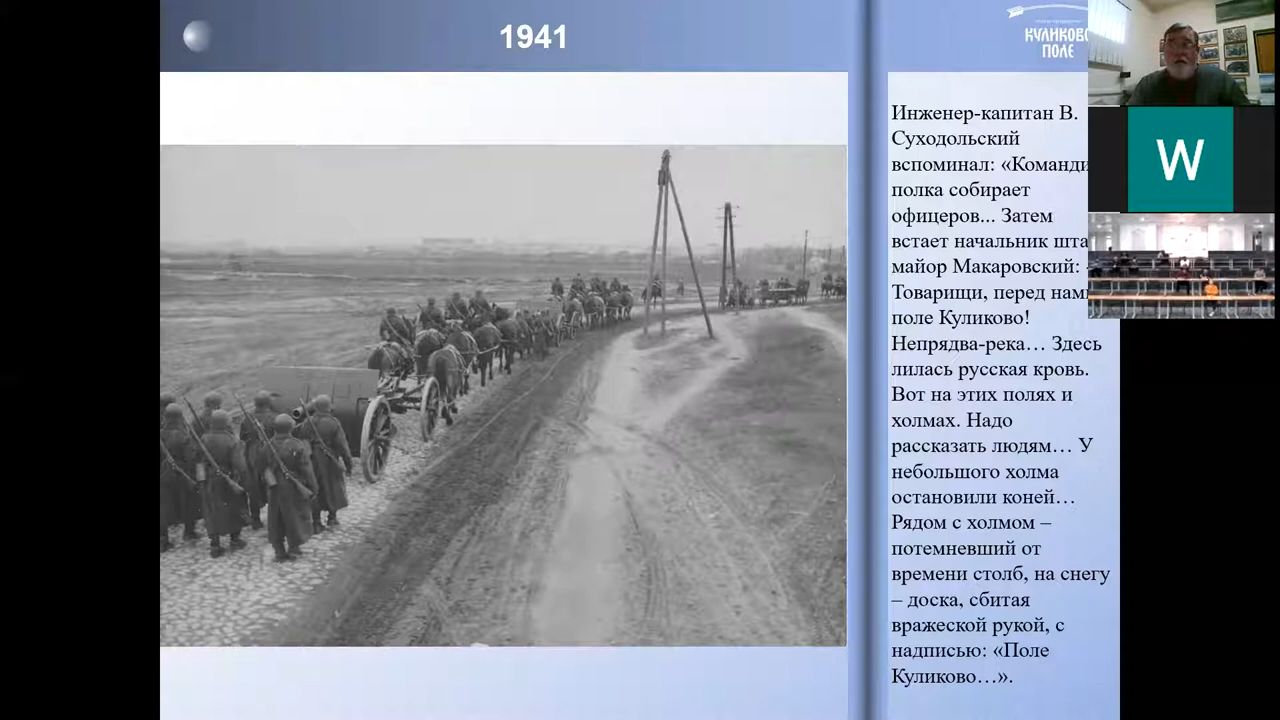 1941
КУЛИКОВО
ПОЛЕ
W
Инженер-капитан В.
Суходольский
вспоминал: «Команди
полка собирает
офицеров... Затем
встает начальник шта
майор Макаровский:
Товарищи, перед нами
поле Куликово!
Непрядва-река… Здесь
лилась русская кровь.
Вот на этих полях и
холмах. Надо
рассказать людям… У
небольшого холма
остановили коней…
Рядом с холмом –
потемневший от
времени столб, на снегу
– доска, сбитая
вражеской рукой, с
надписью: «Поле
Куликово…».